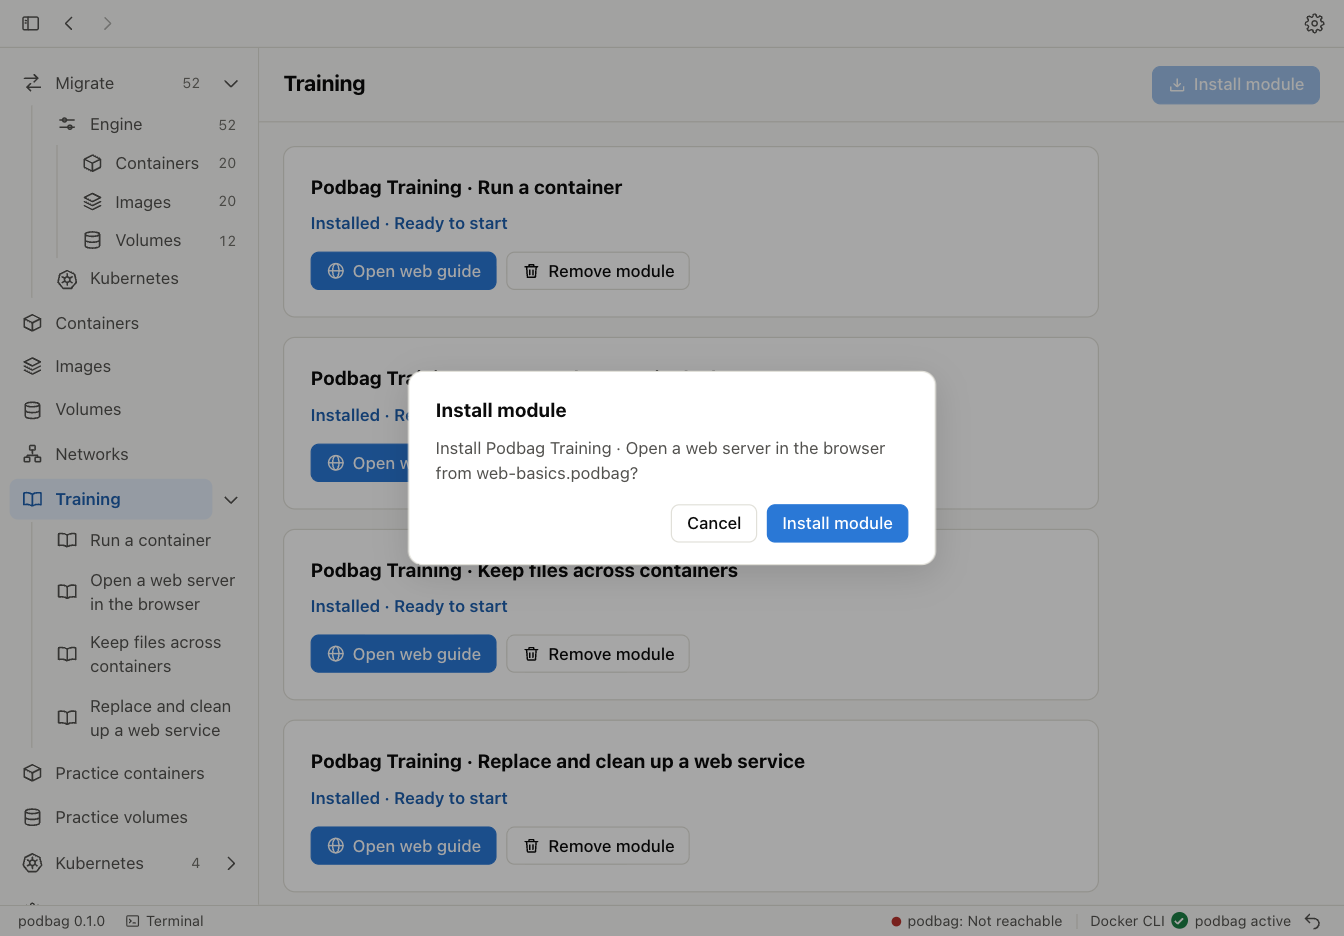 Migrate 52
Engine 52
Containers 20
Images 20
Volumes 12
Kubernetes
Containers
Images
Volumes
Networks
Training
Run a container
Open a web server
in the browser
Keep files across
containers
Replace and clean
up a web service
Practice containers
Practice volumes
Kubernetes 4
Training
Install module
Podbag Training · Run a container
Installed · Ready to start
Open web guide
Remove module
Podbag
Installed ·
Open
Install module
Install Podbag Training · Open a web server in the browser
from web-basics.podbag?
Cancel
Install module
Podbag Training · Keep files across containers
Installed · Ready to start
Open web guide
Remove module
Podbag Training · Replace and clean up a web service
Installed · Ready to start
Open web guide
Remove module
podbag 0.1.0
Terminal
podbag: Not reachable
Docker CLI
podbag active